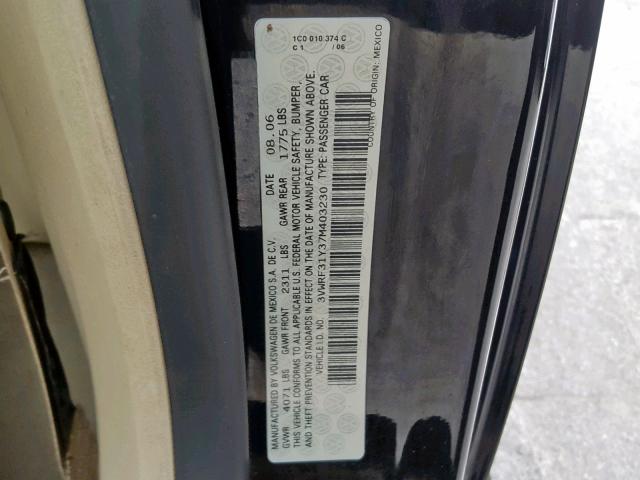 1C0 010 374 C
C 1 / 06
MANUFACTURED BY VOLKSWAGEN DE MEXICO S.A. DE C.V. DATE 08.06
GVWR 4071 LBS GAWR FRONT 2311 LBS GAWR REAR 1775 LBS
THIS VEHICLE CONFORMS TO ALL APPLICABLE U.S. FEDERAL MOTOR VEHICLE SAFETY, BUMPER,
AND THEFT PREVENTION STANDARDS IN EFFECT ON THE DATE OF MANUFACTURE SHOWN ABOVE.
VEHICLE I.D. NO. 3VWRF31Y37M403230 TYPE: PASSENGER CAR
COUNTRY OF ORIGIN: MEXICO